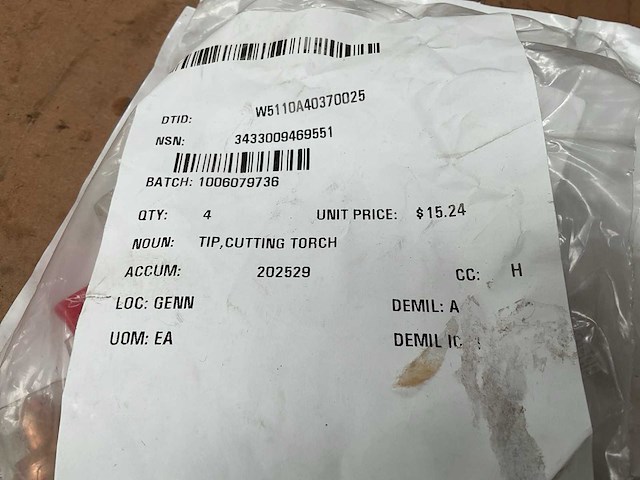 DTID: W5110A40370025
NSN: 3433009469551
BATCH: 1006079736
QTY: 4 UNIT PRICE: $15.24
NOUN: TIP,CUTTING TORCH
ACCUM: 202529 CC: H
LOC: GENN DEMIL: A
UOM: EA DEMIL